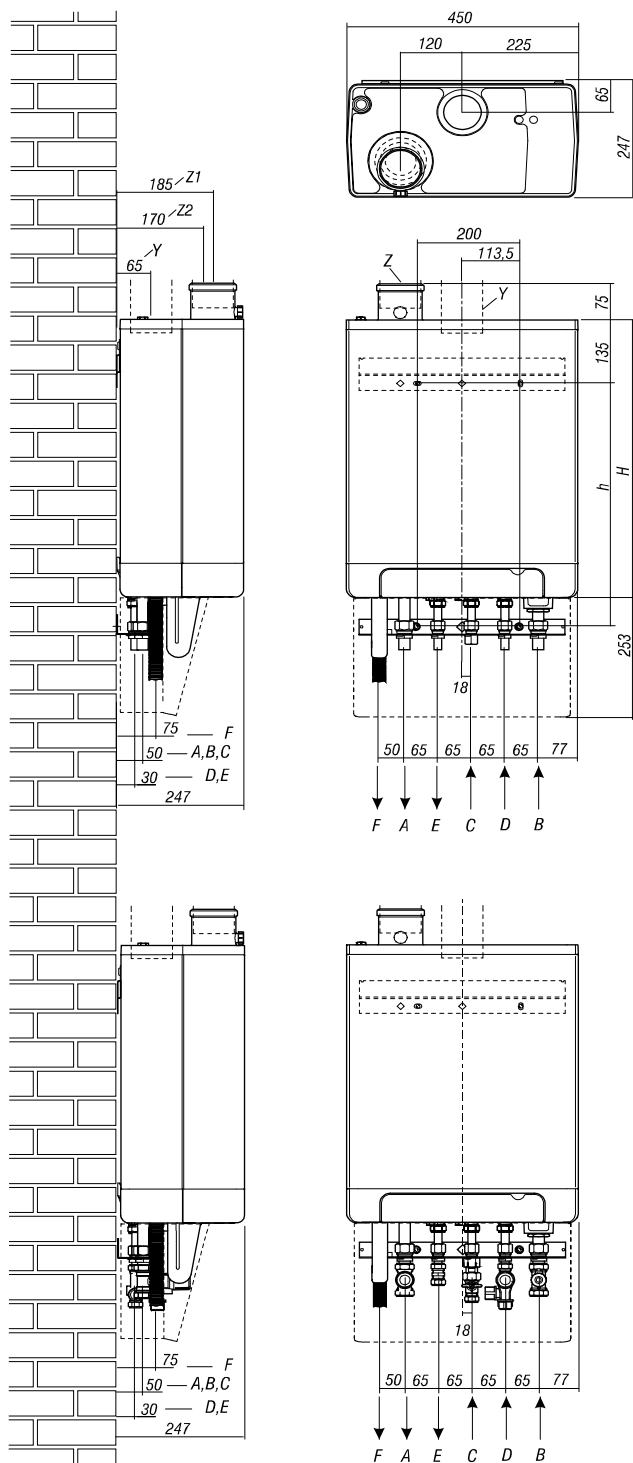 450
120 225
65
247
185 Z1
170 Z2
65 Y
200
113,5
Z
Y
75
135
h
H
253
18
75 F
50 A,B,C
30 D,E
247
50 65 65 65 65 77
F A E C D B
18
75 F
50 A,B,C
30 D,E
247
50 65 65 65 65 77
F A E C D B